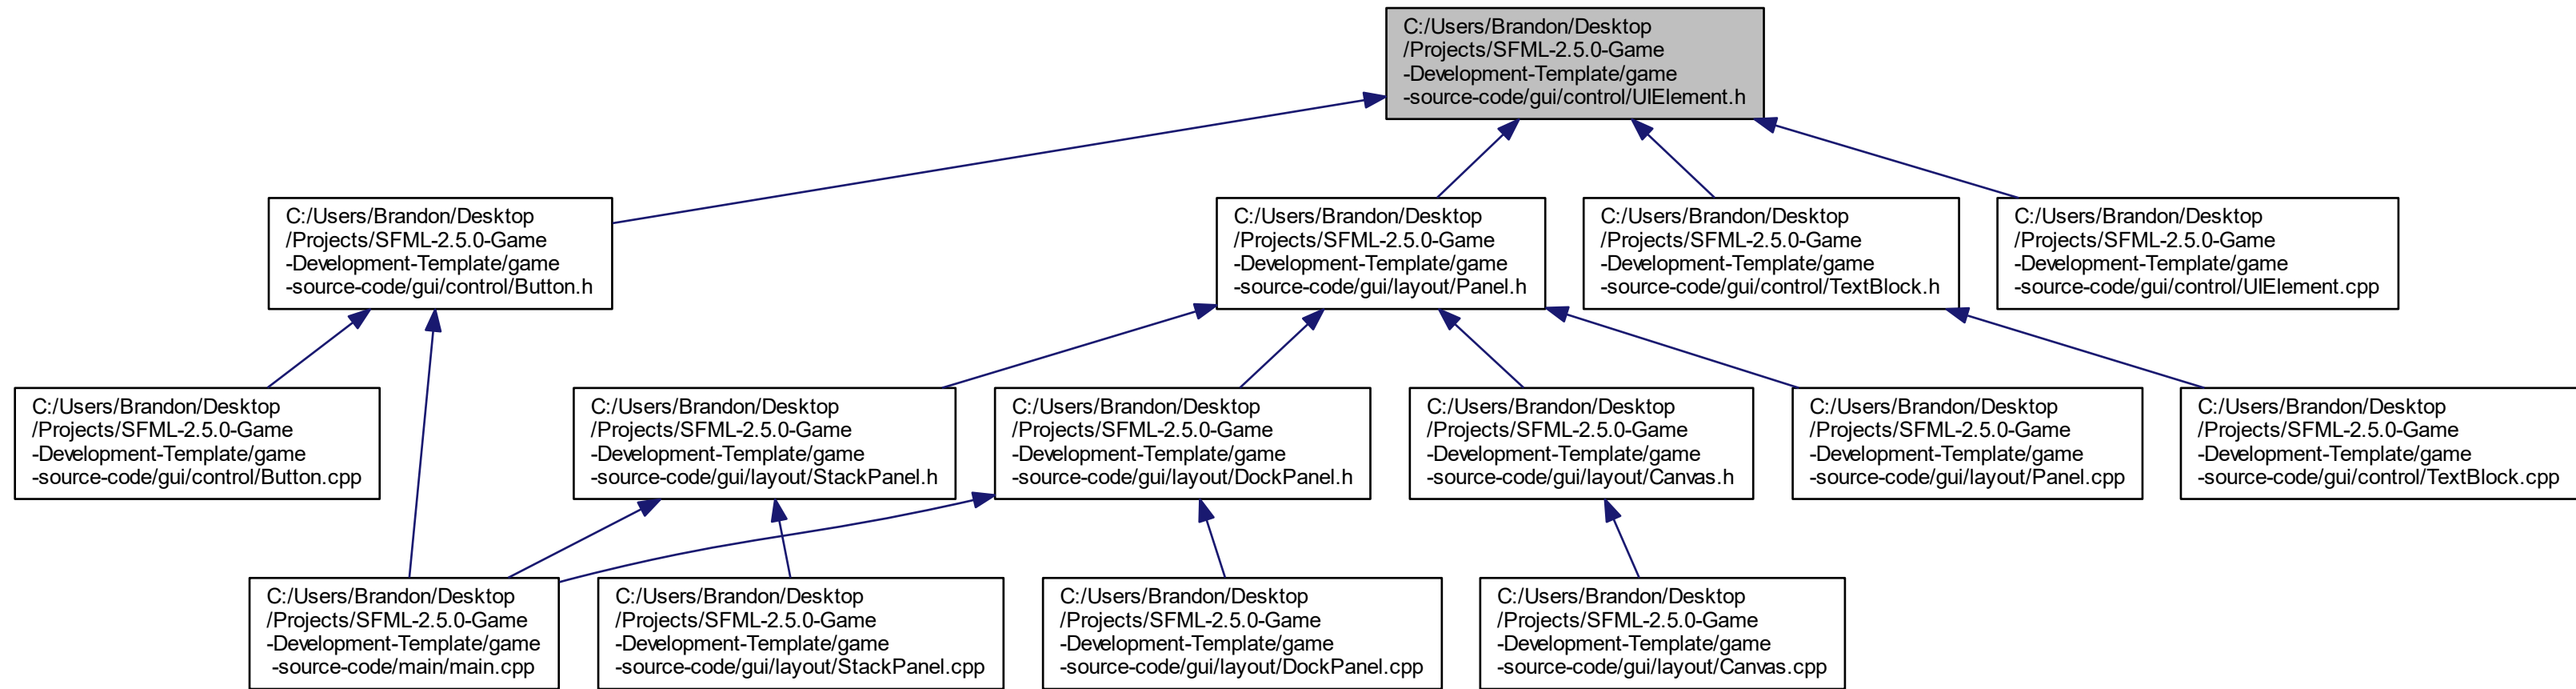 C:/Users/Brandon/Desktop
/Projects/SFML-2.5.0-Game
-Development-Template/game
-source-code/gui/control/UIElement.h
C:/Users/Brandon/Desktop
/Projects/SFML-2.5.0-Game
-Development-Template/game
-source-code/gui/control/Button.h
C:/Users/Brandon/Desktop
/Projects/SFML-2.5.0-Game
-Development-Template/game
-source-code/gui/layout/Panel.h
C:/Users/Brandon/Desktop
/Projects/SFML-2.5.0-Game
-Development-Template/game
-source-code/gui/control/TextBlock.h
C:/Users/Brandon/Desktop
/Projects/SFML-2.5.0-Game
-Development-Template/game
-source-code/gui/control/UIElement.cpp
C:/Users/Brandon/Desktop
/Projects/SFML-2.5.0-Game
-Development-Template/game
-source-code/gui/control/Button.cpp
C:/Users/Brandon/Desktop
/Projects/SFML-2.5.0-Game
-Development-Template/game
-source-code/gui/layout/StackPanel.h
C:/Users/Brandon/Desktop
/Projects/SFML-2.5.0-Game
-Development-Template/game
-source-code/gui/layout/DockPanel.h
C:/Users/Brandon/Desktop
/Projects/SFML-2.5.0-Game
-Development-Template/game
-source-code/gui/layout/Canvas.h
C:/Users/Brandon/Desktop
/Projects/SFML-2.5.0-Game
-Development-Template/game
-source-code/gui/layout/Panel.cpp
C:/Users/Brandon/Desktop
/Projects/SFML-2.5.0-Game
-Development-Template/game
-source-code/gui/control/TextBlock.cpp
C:/Users/Brandon/Desktop
/Projects/SFML-2.5.0-Game
-Development-Template/game
-source-code/main/main.cpp
C:/Users/Brandon/Desktop
/Projects/SFML-2.5.0-Game
-Development-Template/game
-source-code/gui/layout/StackPanel.cpp
C:/Users/Brandon/Desktop
/Projects/SFML-2.5.0-Game
-Development-Template/game
-source-code/gui/layout/DockPanel.cpp
C:/Users/Brandon/Desktop
/Projects/SFML-2.5.0-Game
-Development-Template/game
-source-code/gui/layout/Canvas.cpp